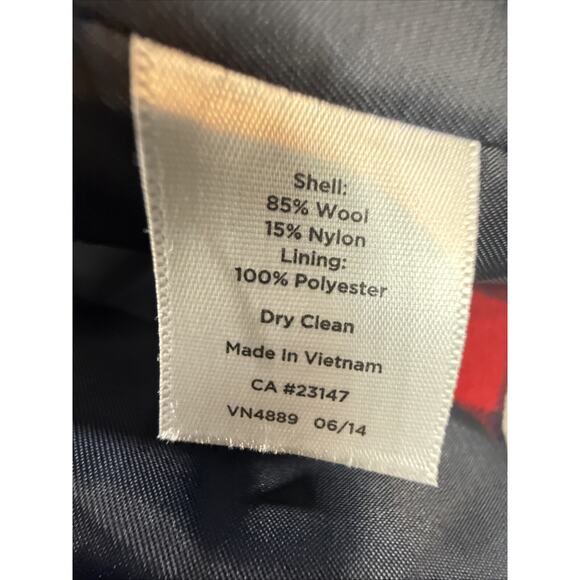 Shell:
85% Wool
15% Nylon
Lining:
100% Polyester
Dry Clean
Made In Vietnam
CA #23147
VN4889 06/14